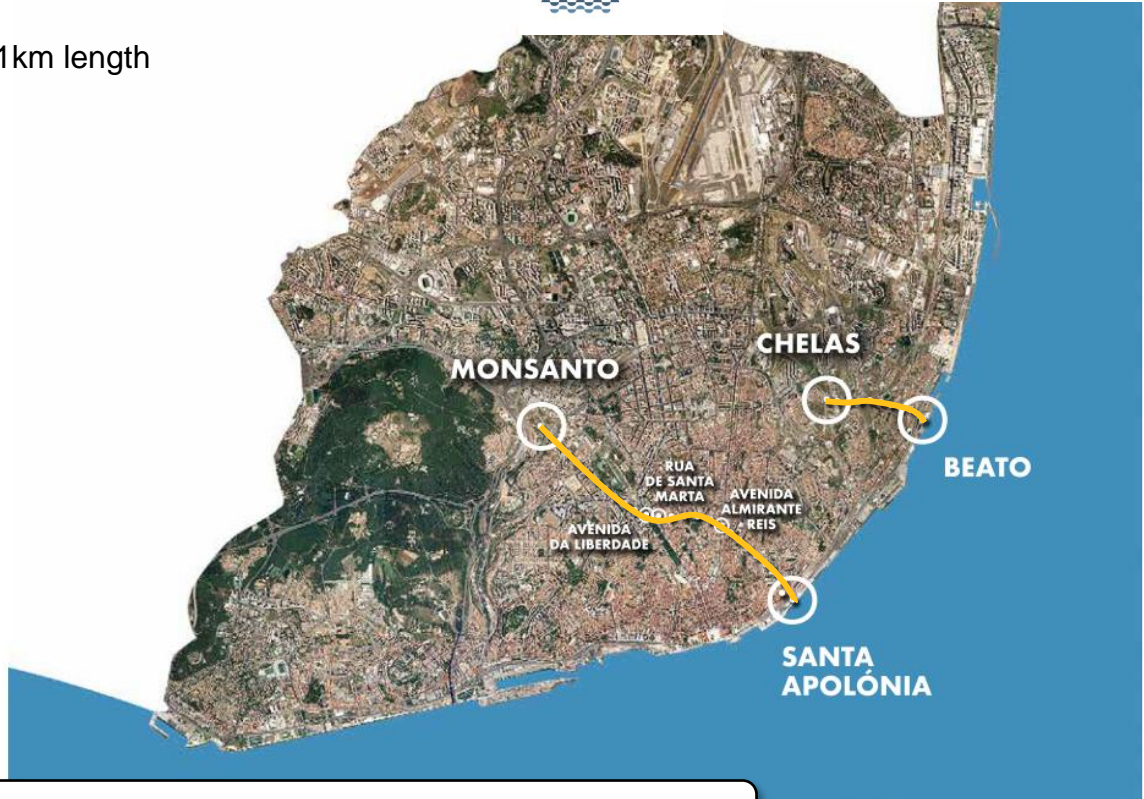 1km length
CHELAS
MONSANTO
BEATO
RUA
DE SANTA
MARTA
AVENIDA
ALMIRANTE
REIS
AVENIDA
DA LIBERDADE
SANTA
APOLÓNIA